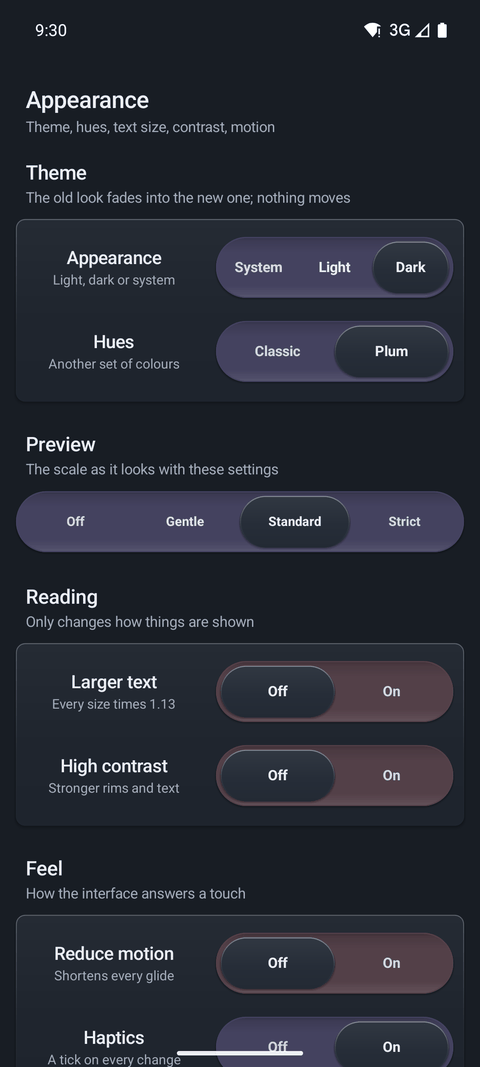 9:30
3G
Appearance
Theme, hues, text size, contrast, motion
Theme
The old look fades into the new one; nothing moves
Appearance
Light, dark or system
System Light Dark
Hues
Another set of colours
Classic Plum
Preview
The scale as it looks with these settings
Off Gentle Standard Strict
Reading
Only changes how things are shown
Larger text
Every size times 1.13
Off On
High contrast
Stronger rims and text
Off On
Feel
How the interface answers a touch
Reduce motion
Shortens every glide
Off On
Haptics
A tick on every change
Off On